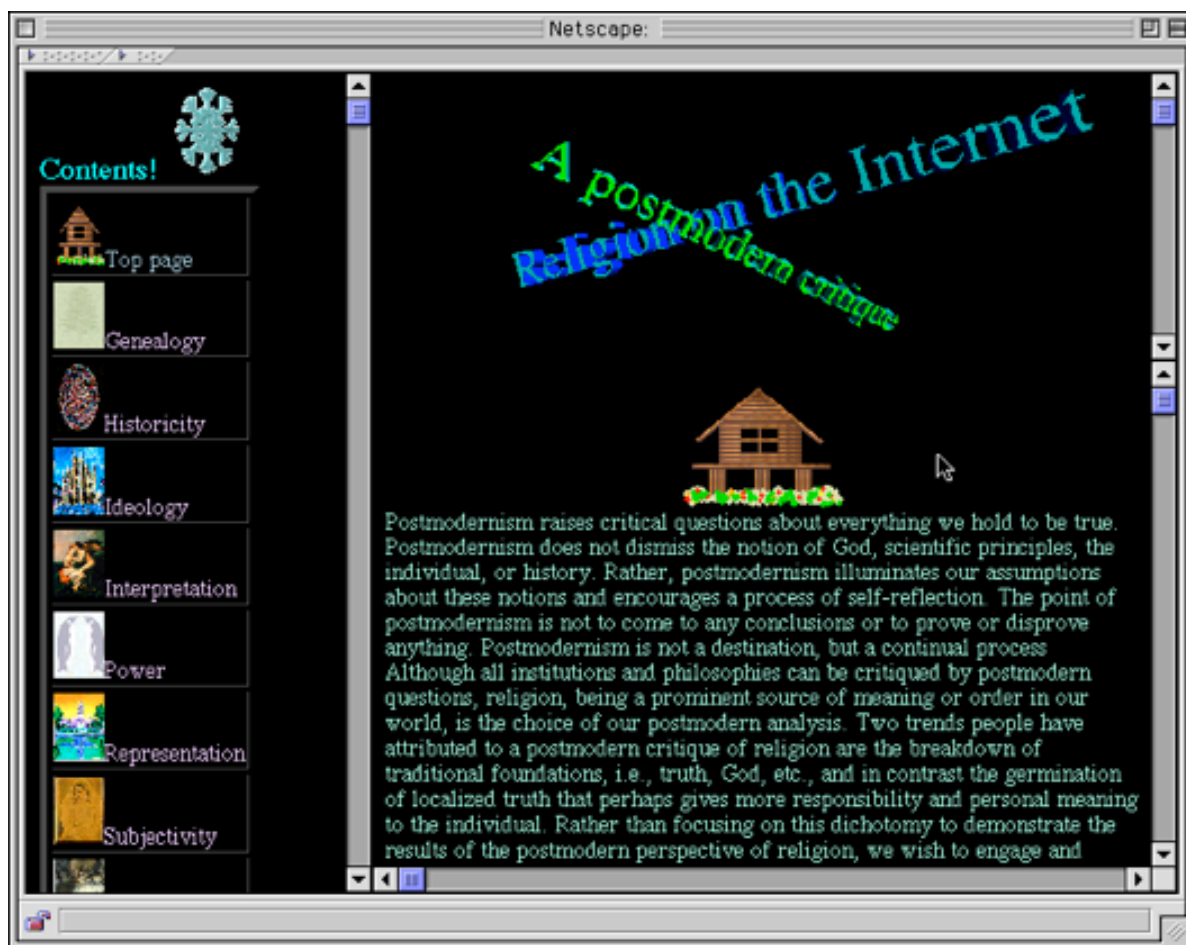 Netscape:
Contents!
Top page
Genealogy
Historicity
Ideology
Interpretation
Power
Representation
Subjectivity
A postmodern critique
Religion on the Internet
Postmodernism raises critical questions about everything we hold to be true.
Postmodernism does not dismiss the notion of God, scientific principles, the
individual, or history. Rather, postmodernism illuminates our assumptions
about these notions and encourages a process of self-reflection. The point of
postmodernism is not to come to any conclusions or to prove or disprove
anything. Postmodernism is not a destination, but a continual process
Although all institutions and philosophies can be critiqued by postmodern
questions, religion, being a prominent source of meaning or order in our
world, is the choice of our postmodern analysis. Two trends people have
attributed to a postmodern critique of religion are the breakdown of
traditional foundations, i.e., truth, God, etc., and in contrast the germination
of localized truth that perhaps gives more responsibility and personal meaning
to the individual. Rather than focusing on this dichotomy to demonstrate the
results of the postmodern perspective of religion, we wish to engage and